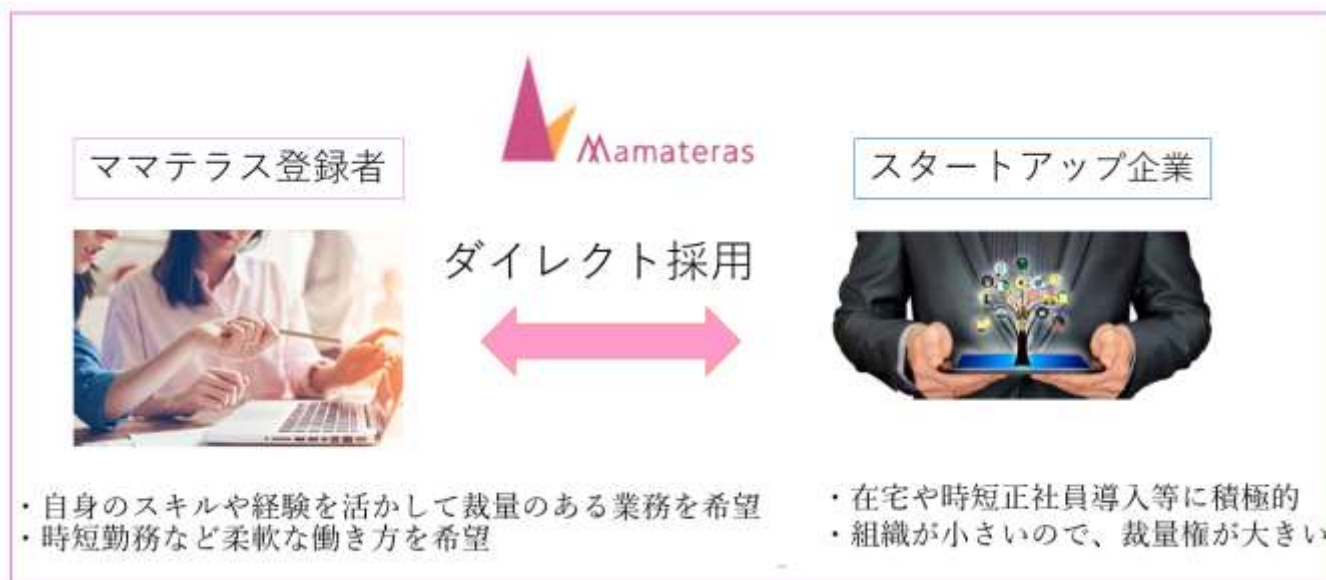 Mamateras
ママテラス登録者
スタートアップ企業
ダイレクト採用
・自身のスキルや経験を活かして裁量のある業務を希望
・時短勤務など柔軟な働き方を希望
・在宅や時短正社員導入等に積極的
・組織が小さいので、裁量権が大きい